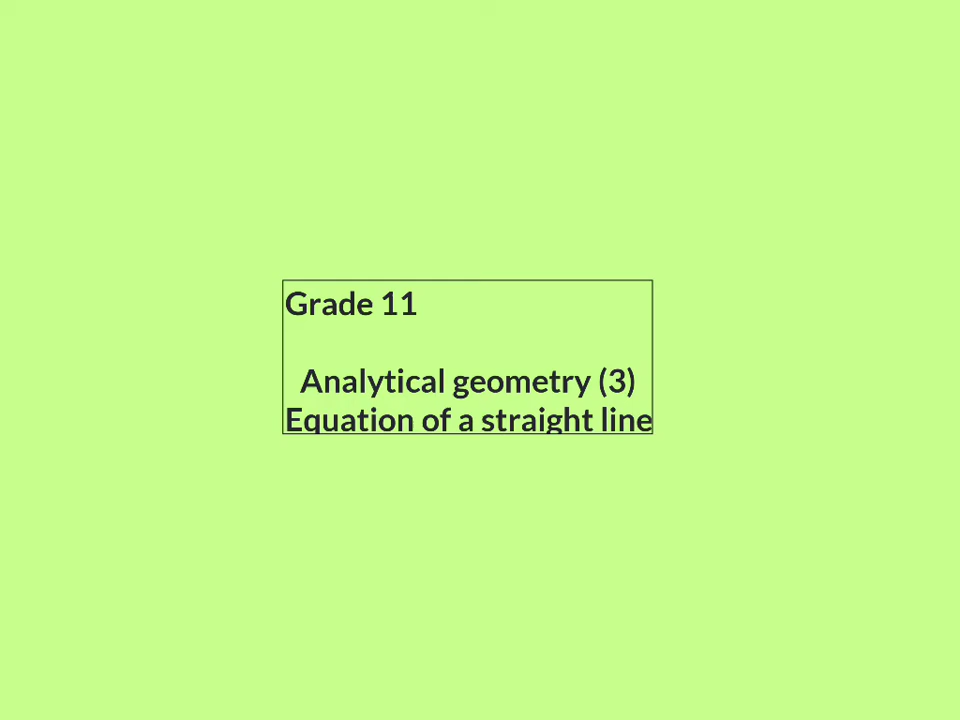 Grade 11
Analytical geometry (3)
Equation of a straight line